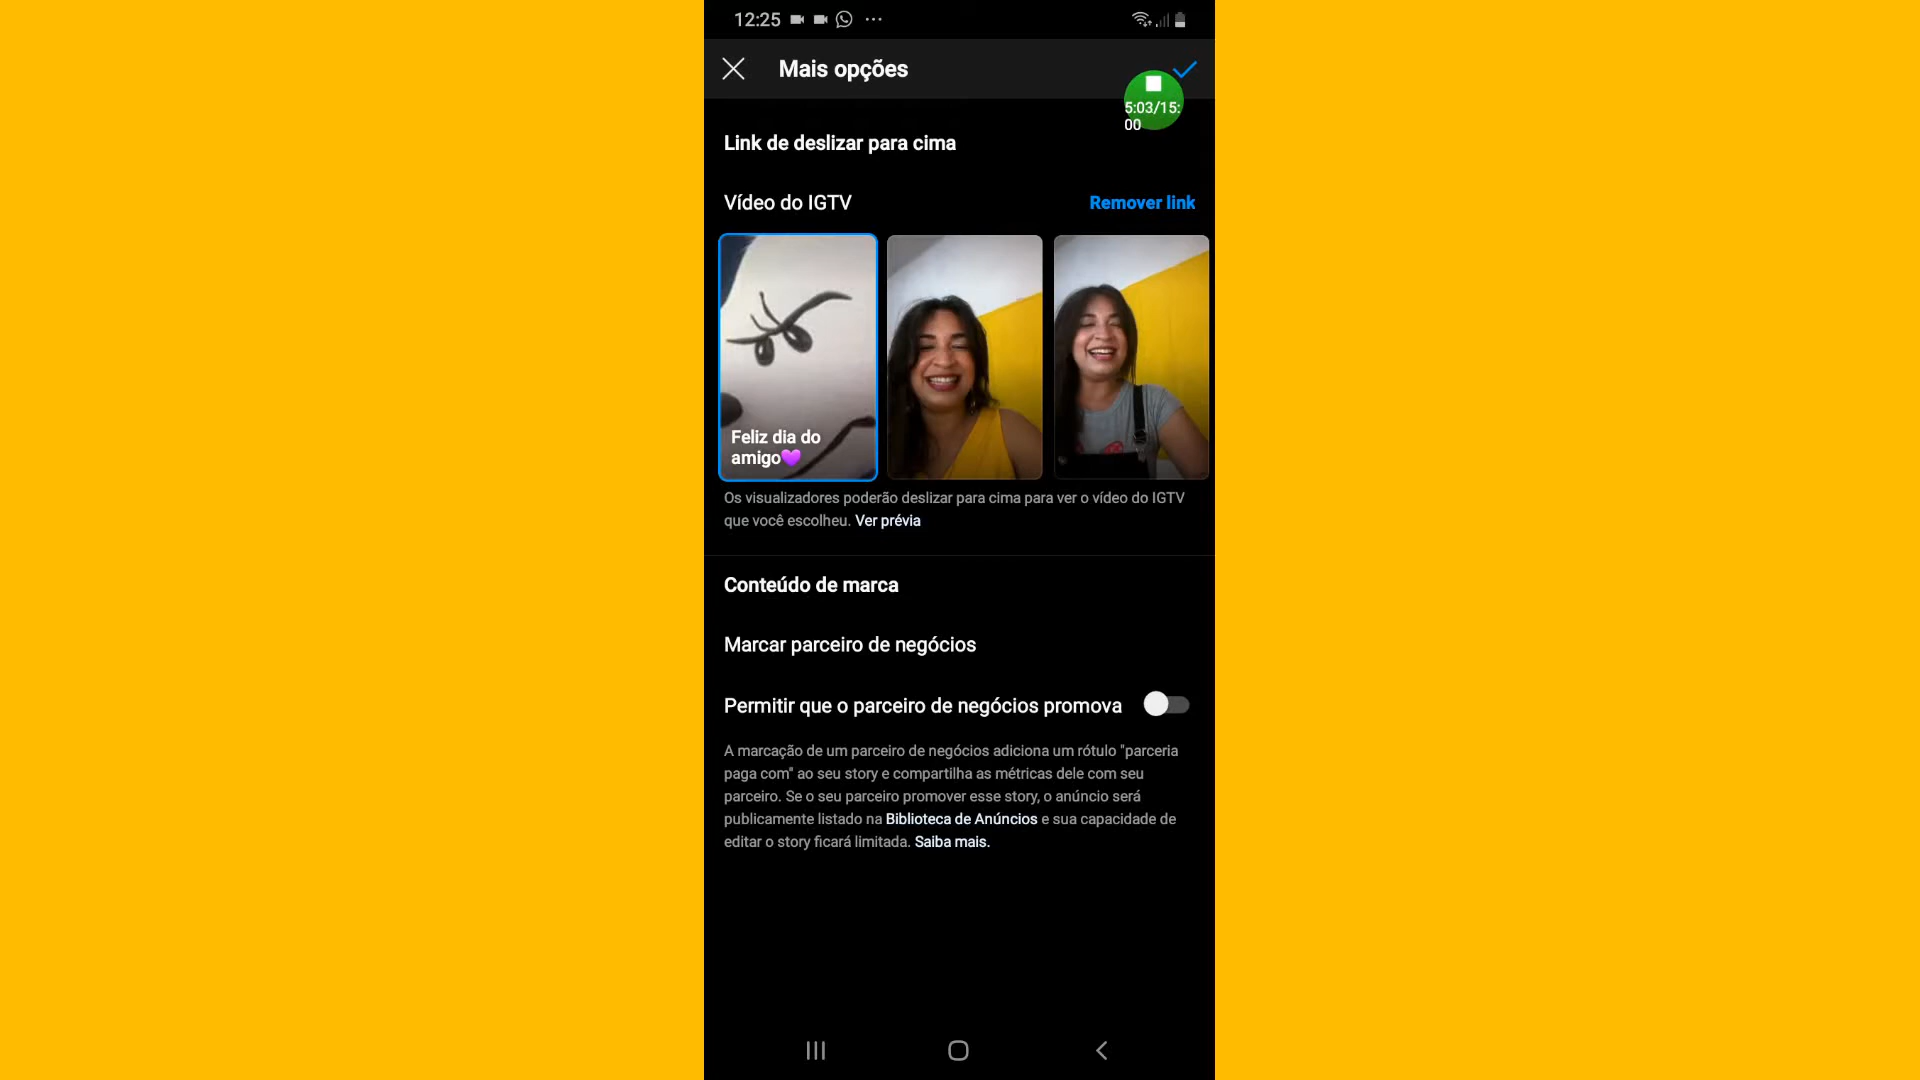 12:25
Mais opções
5:03/15:
00
Link de deslizar para cima
Vídeo do IGTV
Remover link
Feliz dia do
amigo💜
Os visualizadores poderão deslizar para cima para ver o vídeo do IGTV
que você escolheu. Ver prévia
Conteúdo de marca
Marcar parceiro de negócios
Permitir que o parceiro de negócios promova
A marcação de um parceiro de negócios adiciona um rótulo "parceria
paga com" ao seu story e compartilha as métricas dele com seu
parceiro. Se o seu parceiro promover esse story, o anúncio será
publicamente listado na Biblioteca de Anúncios e sua capacidade de
editar o story ficará limitada. Saiba mais.